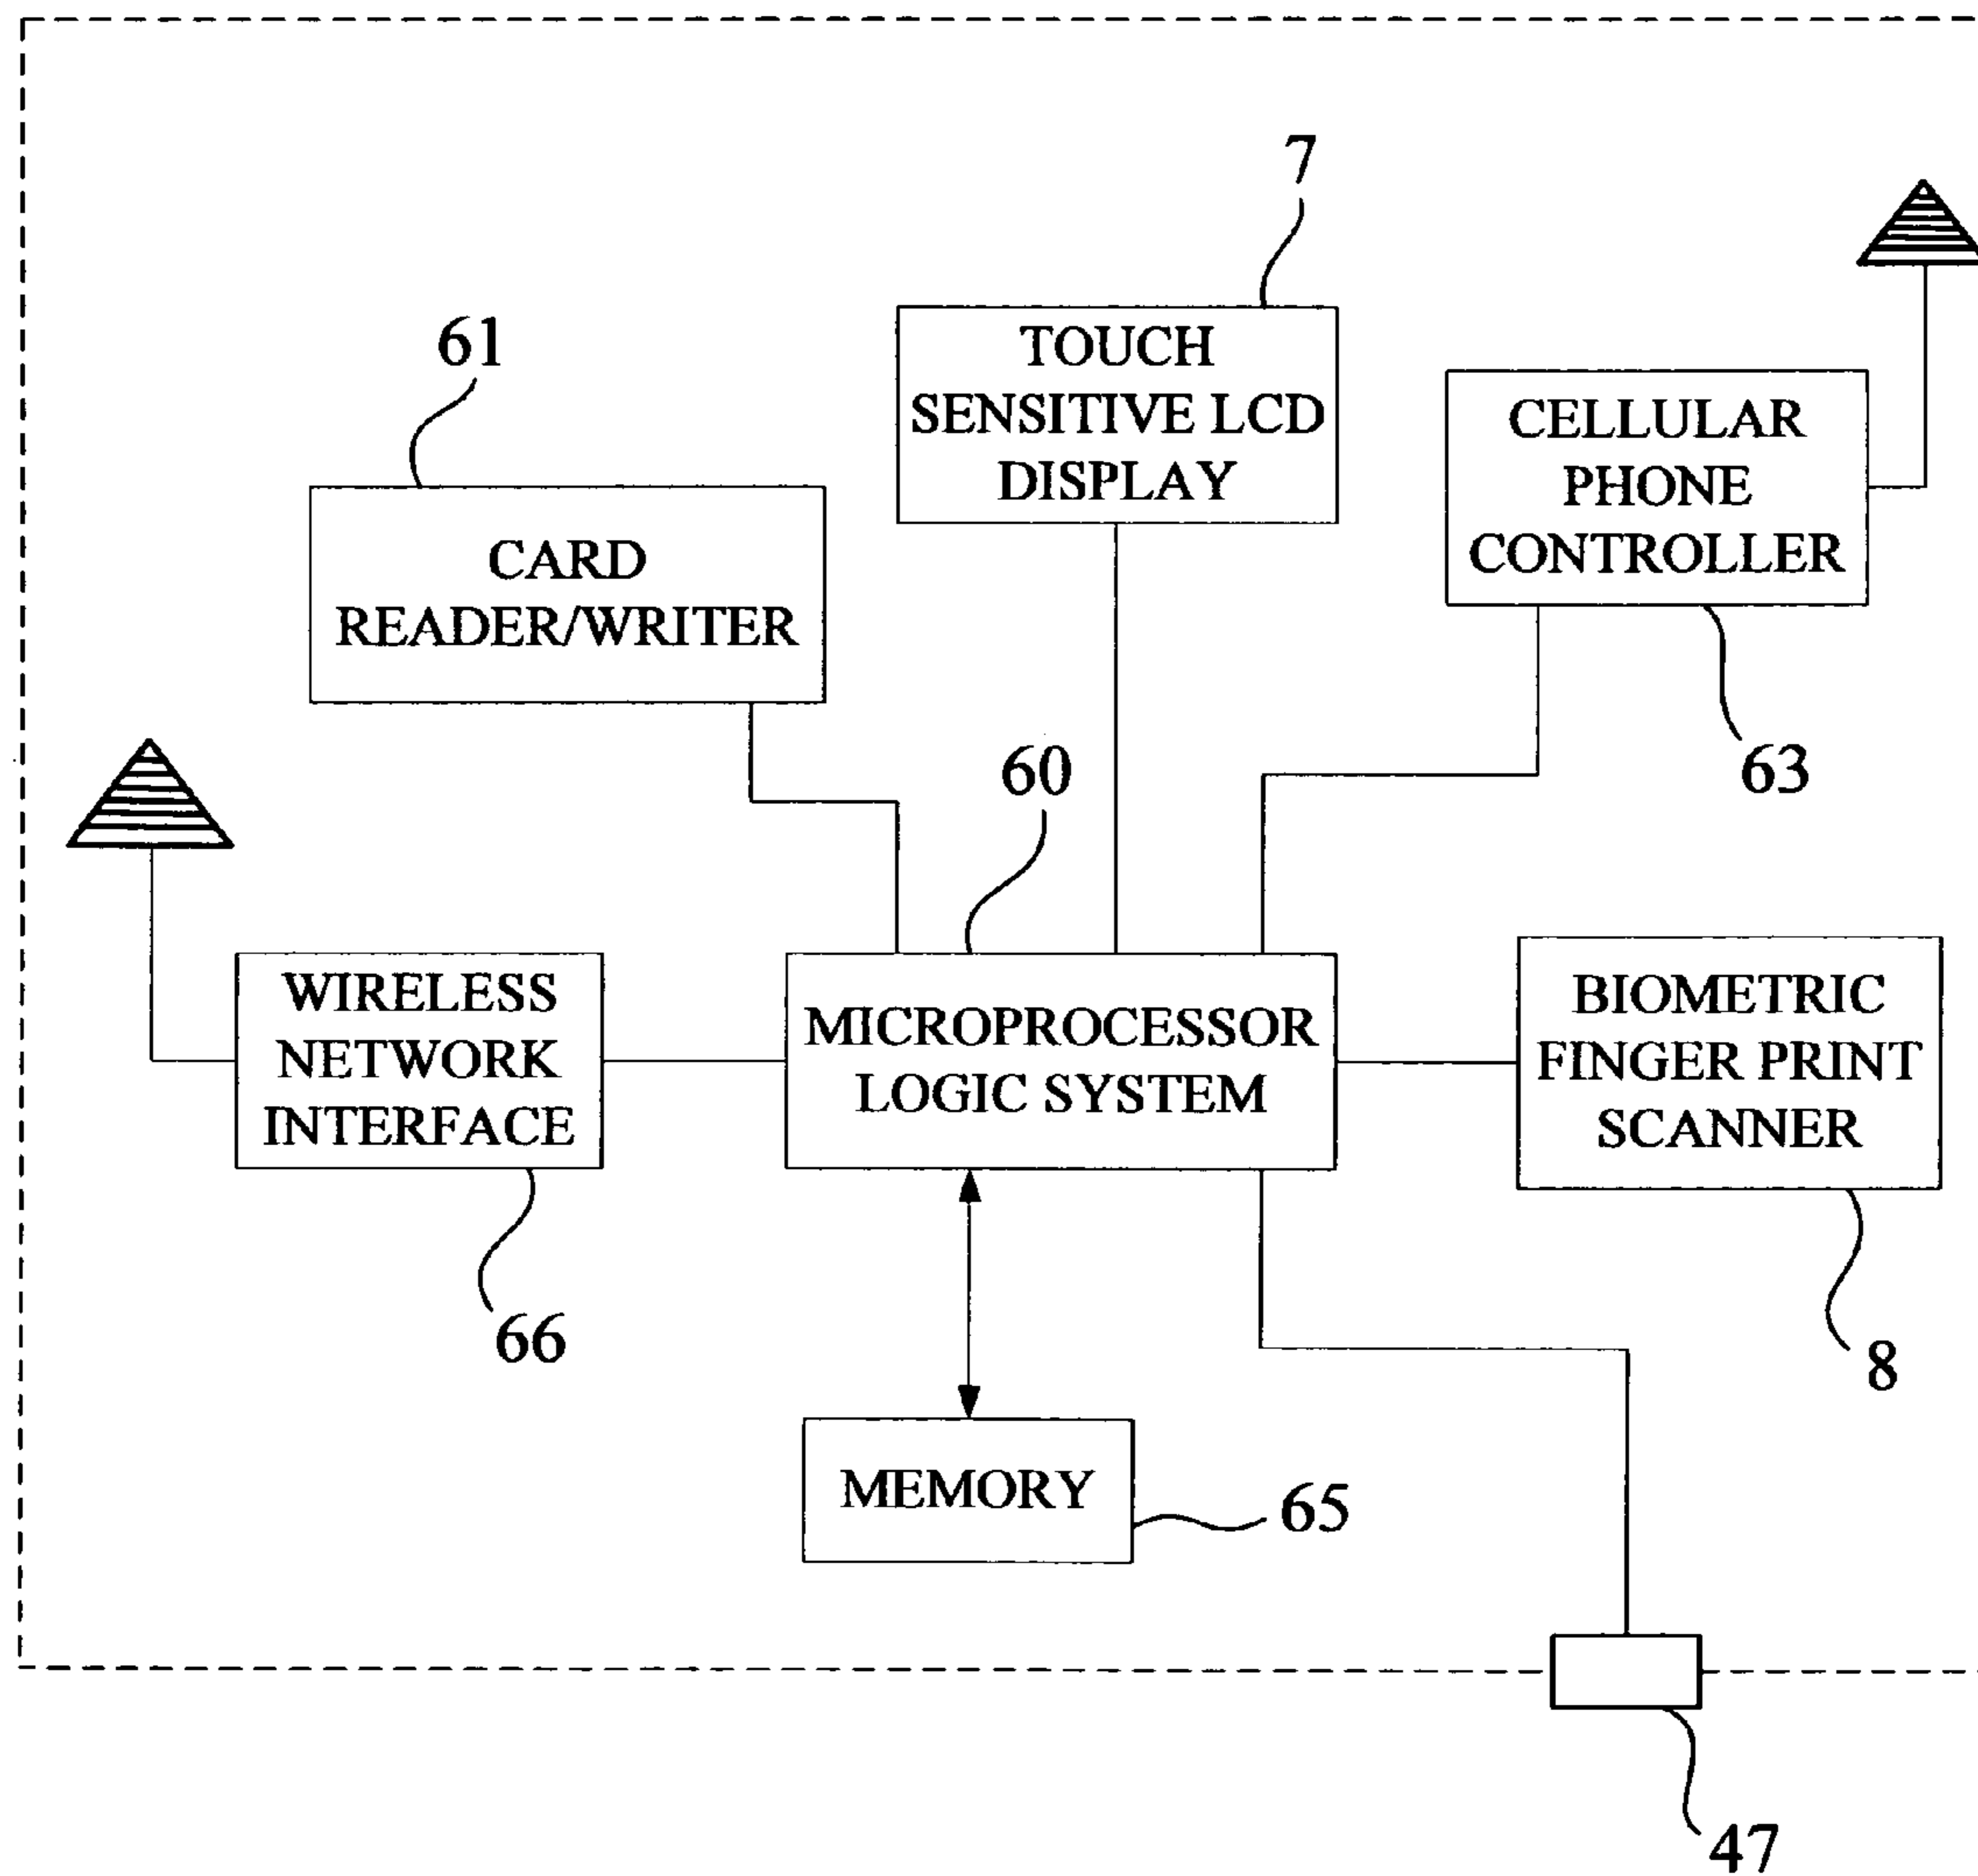 7
61
TOUCH
SENSITIVE LCD
DISPLAY
CELLULAR
PHONE
CONTROLLER
CARD
READER/WRITER
60
63
WIRELESS
NETWORK
INTERFACE
MICROPROCESSOR
LOGIC SYSTEM
BIOMETRIC
FINGER PRINT
SCANNER
66
8
MEMORY
65
47